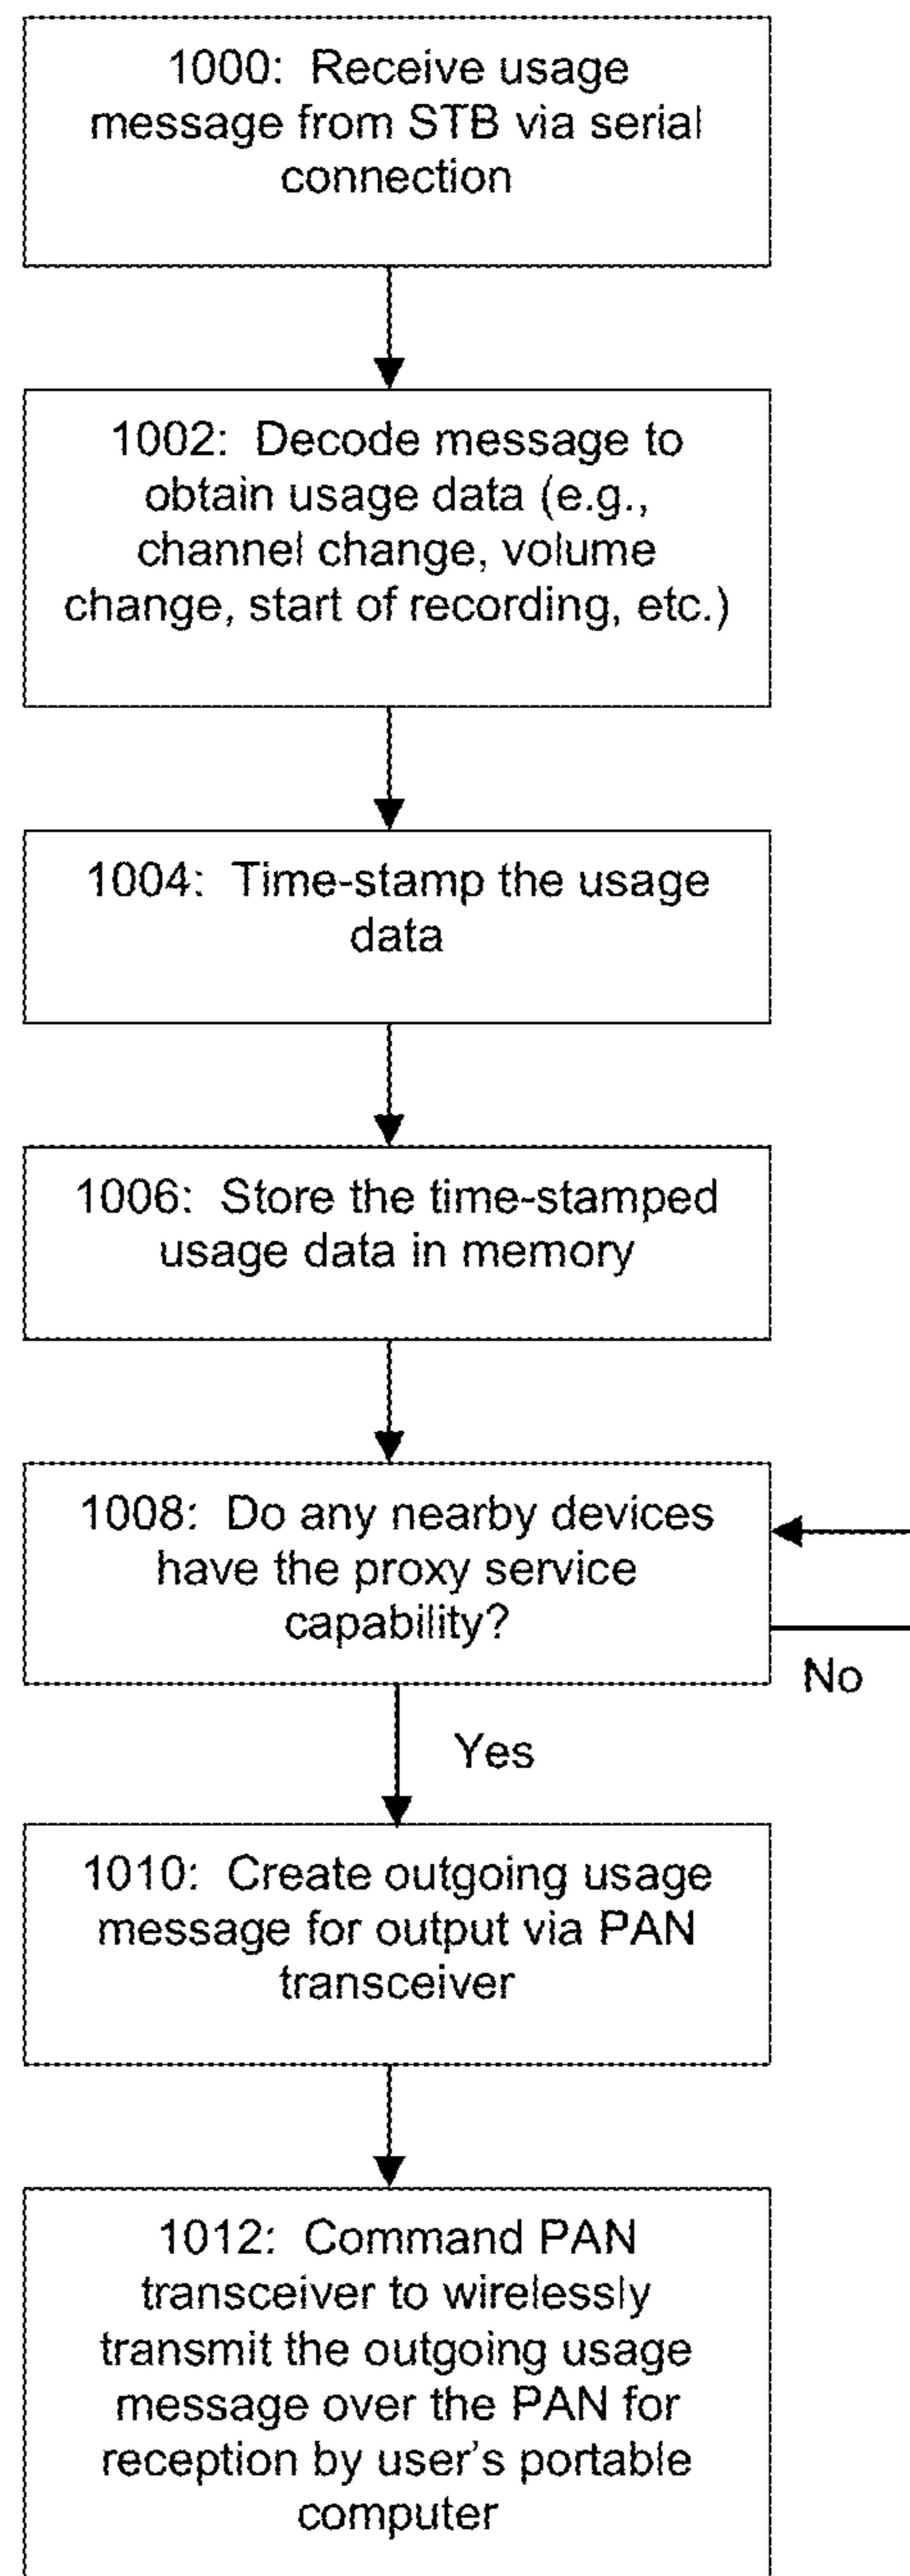 1000: Receive usage
message from STB via serial
connection
1002: Decode message to
obtain usage data (e.g.,
channel change, volume
change, start of recording, etc.)
1004: Time-stamp the usage
data
1006: Store the time-stamped
usage data in memory
1008: Do any nearby devices
have the proxy service
capability?
No
Yes
1010: Create outgoing usage
message for output via PAN
transceiver
1012: Command PAN
transceiver to wirelessly
transmit the outgoing usage
message over the PAN for
reception by user's portable
computer